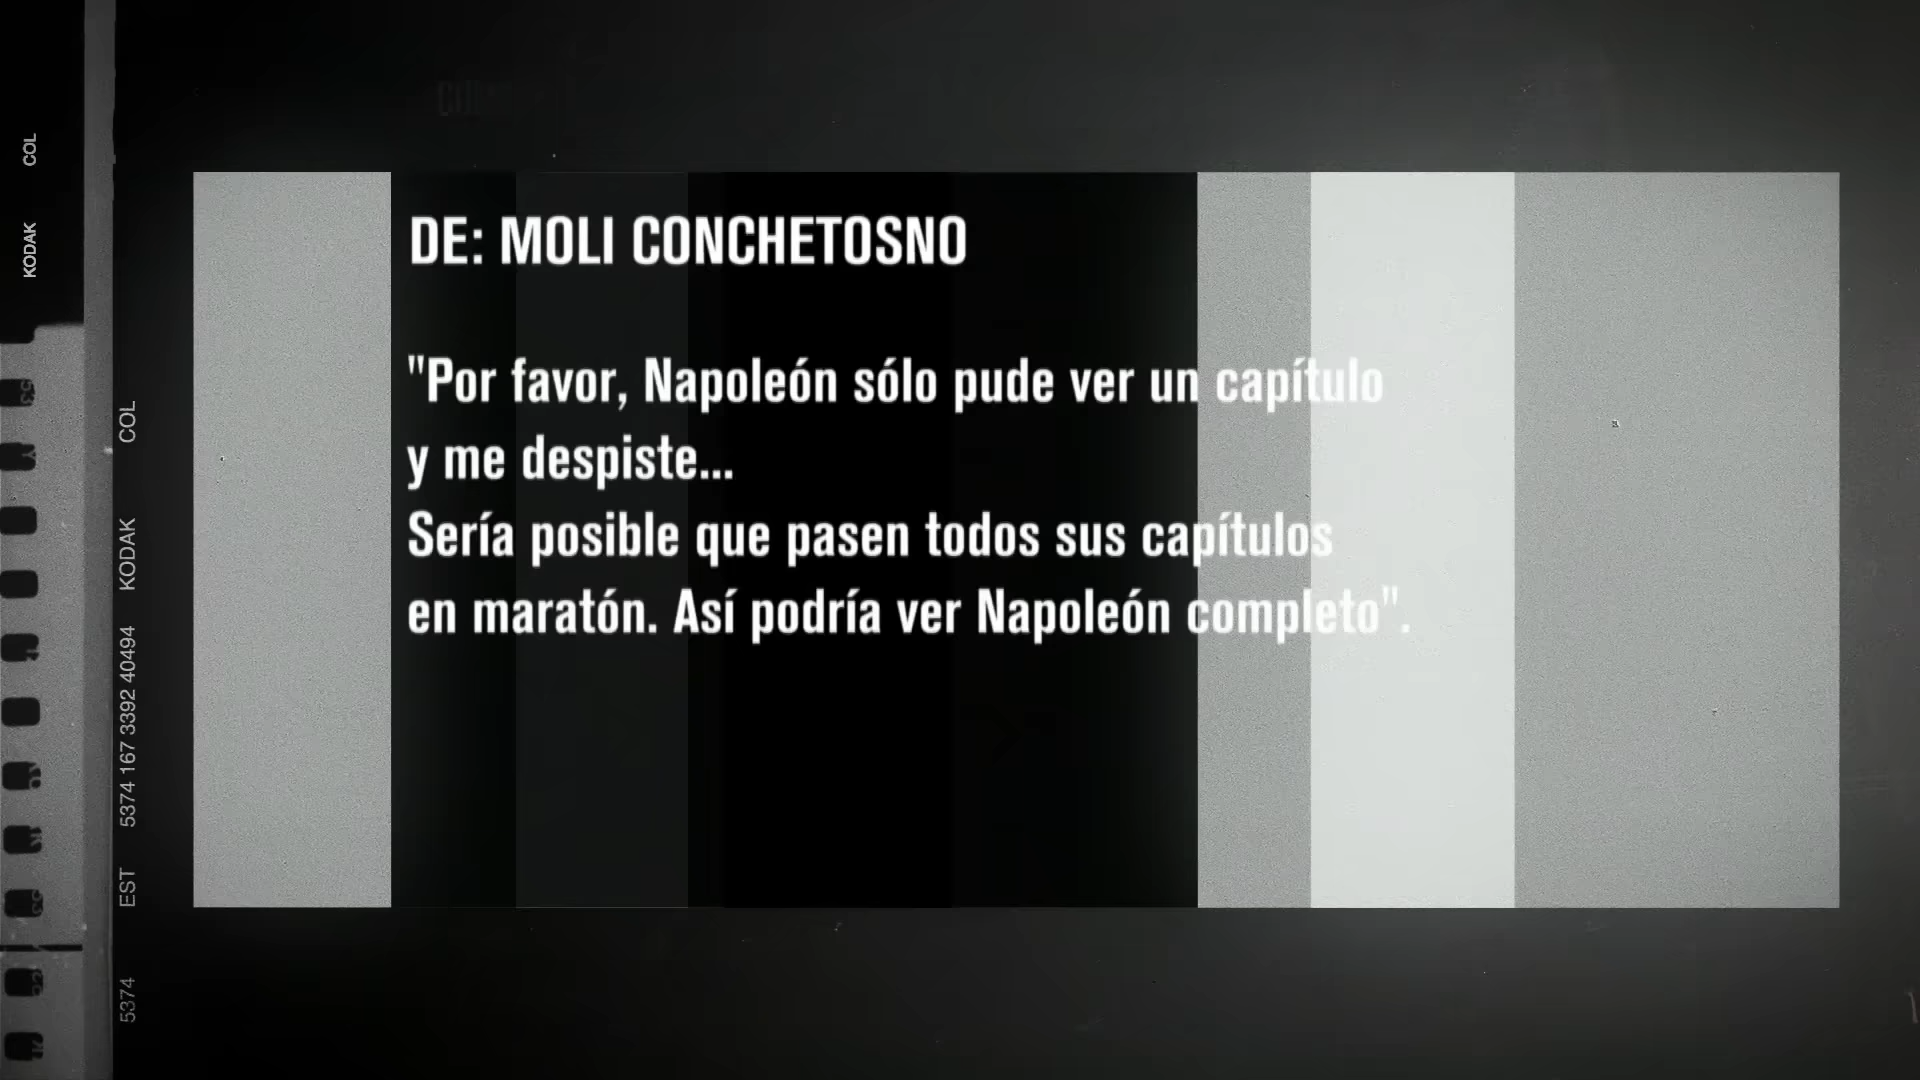 COL
KODAK
COL
KODAK
5374 167 3392 40494
EST
5374
DE: MOLI CONCHETOSNO
"Por favor, Napoleón sólo pude ver un capítulo
y me despiste...
Sería posible que pasen todos sus capítulos
en maratón. Así podría ver Napoleón completo".